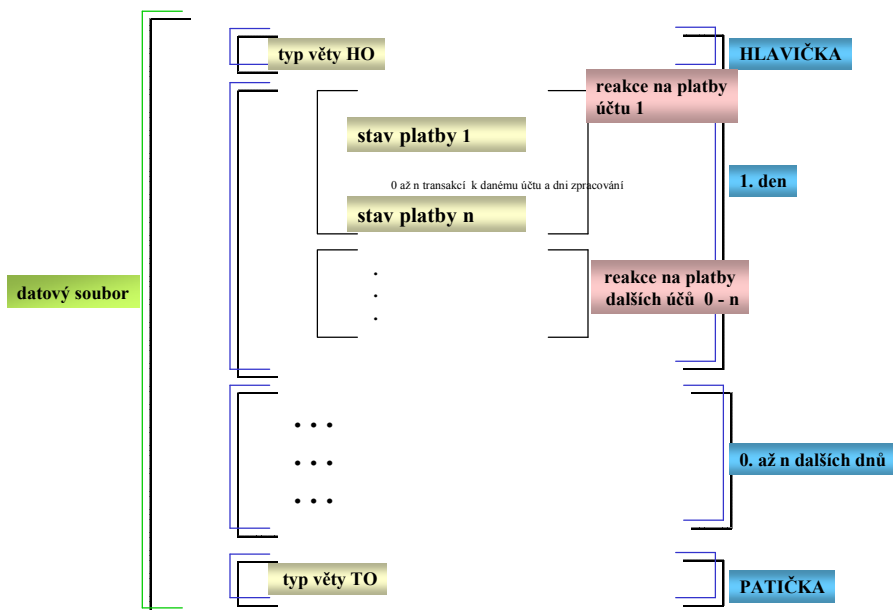 typ věty HO
HLAVIČKA
reakce na platby
účtu 1
stav platby 1
1. den
0 až n transakcí k danému účtu a dni zpracování
stav platby n
datový soubor
.
.
.
reakce na platby
dalších účů 0 - n
. . .
. . .
. . .
0. až n dalších dnů
typ věty TO
PATIČKA